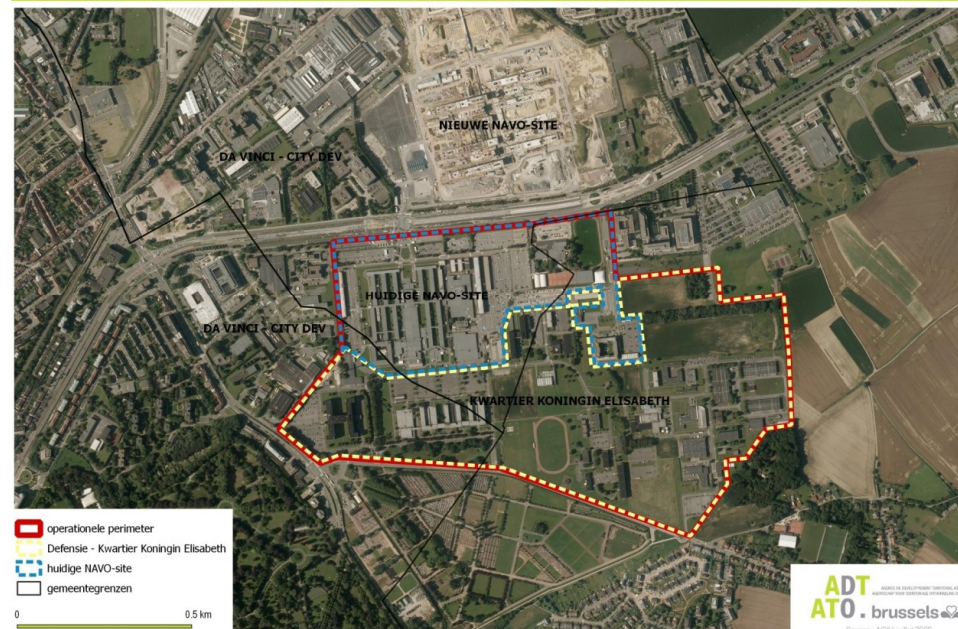 NIEUWE NAVO-SITE
DA VINCI - CITY DEV
HUIDIGE NAVO-SITE
DA VINCI - CITY DEV
KWARTIER KONINGIN ELISABETH
operationele perimeter
Defensie - Kwartier Koningin Elisabeth
huidige NAVO-site
gemeentegrenzen
0 0.5 km
ADT
ATO. brussels